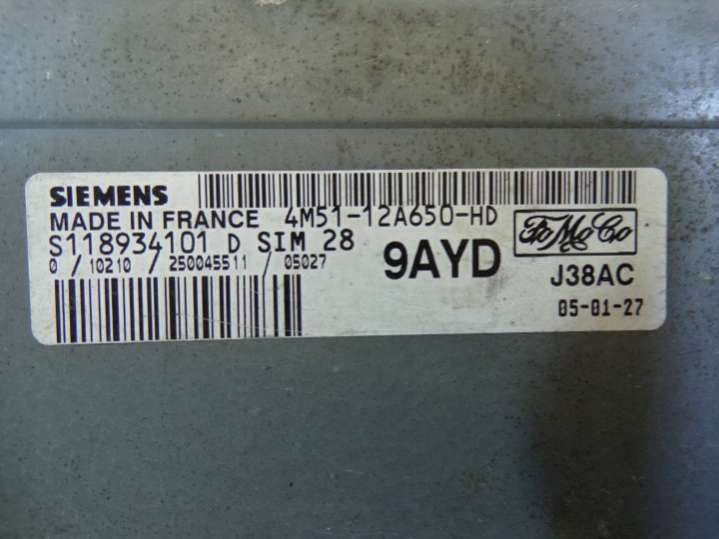 SIEMENS
MADE IN FRANCE 4M51-12A650-HD
S118934101 D SIM 28
0 / 10210 / 250045511 / 05027
9AYD
FoMoCo
J38AC
05-01-27